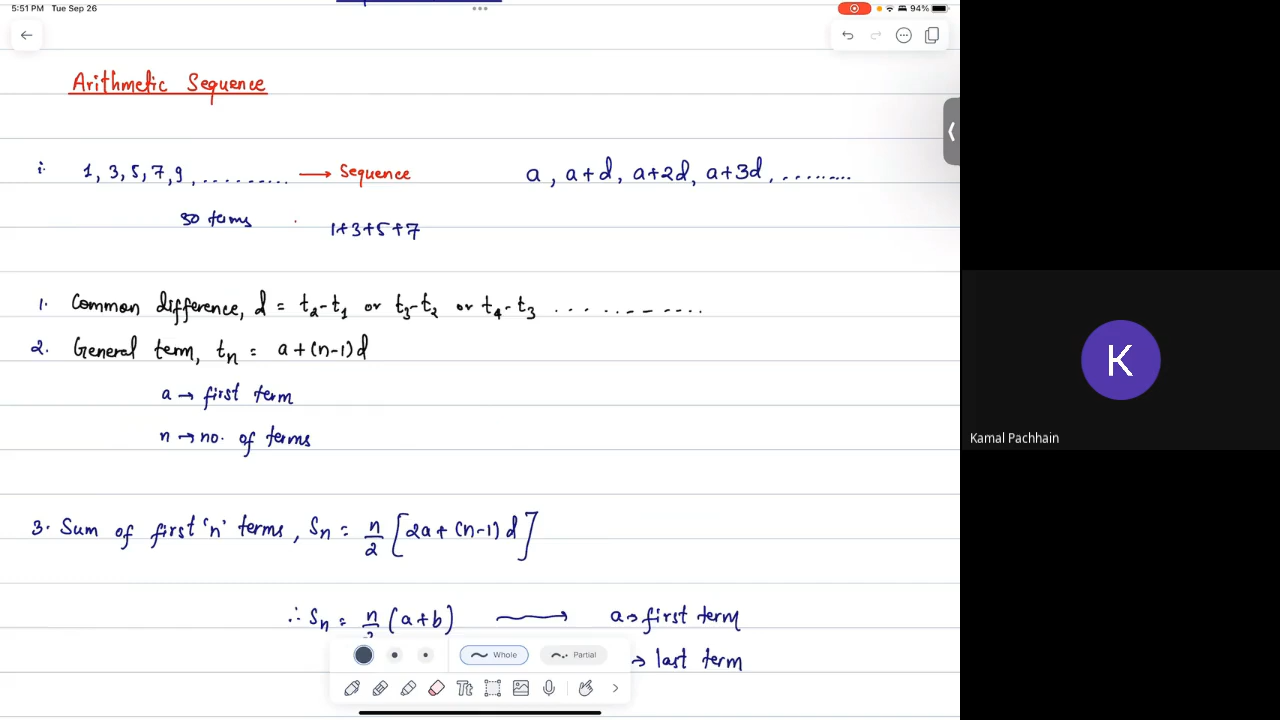 5:51 PM Tue Sep 26
94%
Arithmetic Sequence
i. 1, 3, 5, 7, 9, .......... → Sequence a, a+d, a+2d, a+3d, .........
50 terms 1+3+5+7
1. Common difference, d = t₂-t₁ or t₃-t₂ or t₄-t₃ ...........
2. General term, tₙ = a+(n-1)d
a → first term
n → no. of terms
3. Sum of first 'n' terms, Sₙ = n/2 [2a+(n-1)d]
∴ Sₙ = n/2 (a+b) → a → first term
→ last term
Whole Partial
Tt
K
Kamal Pachhain